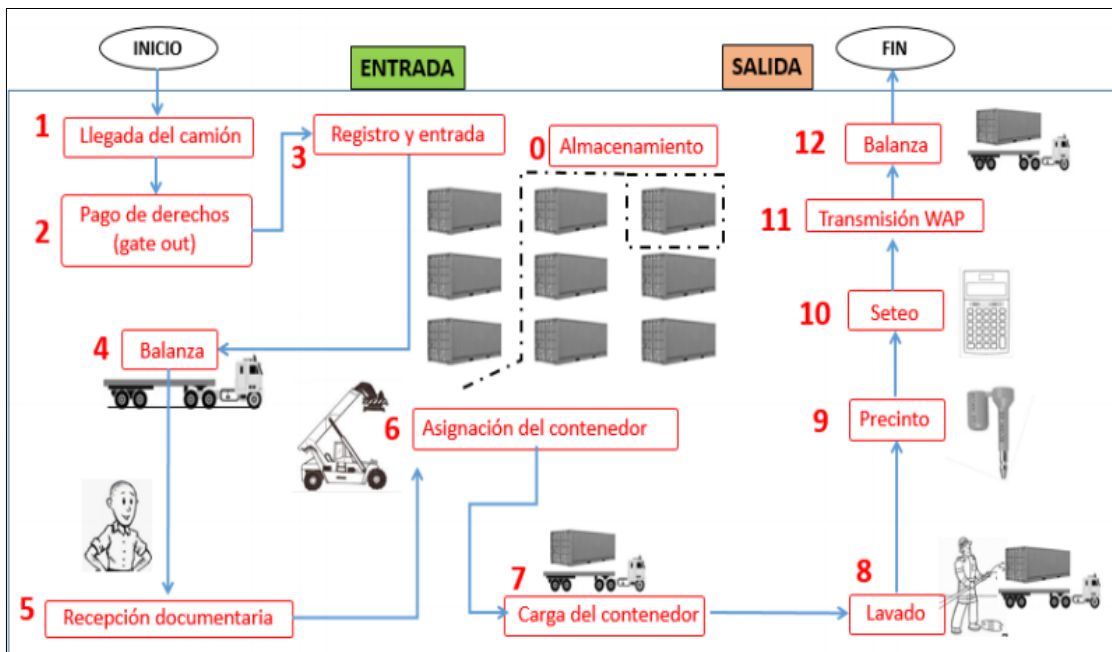 INICIO
ENTRADA
SALIDA
FIN
1
Llegada del camión
2
Pago de derechos
(gate out)
3
Registro y entrada
0
Almacenamiento
4
Balanza
5
Recepción documentaria
6
Asignación del contenedor
7
Carga del contenedor
8
Lavado
9
Precinto
10
Seteo
11
Transmisión WAP
12
Balanza